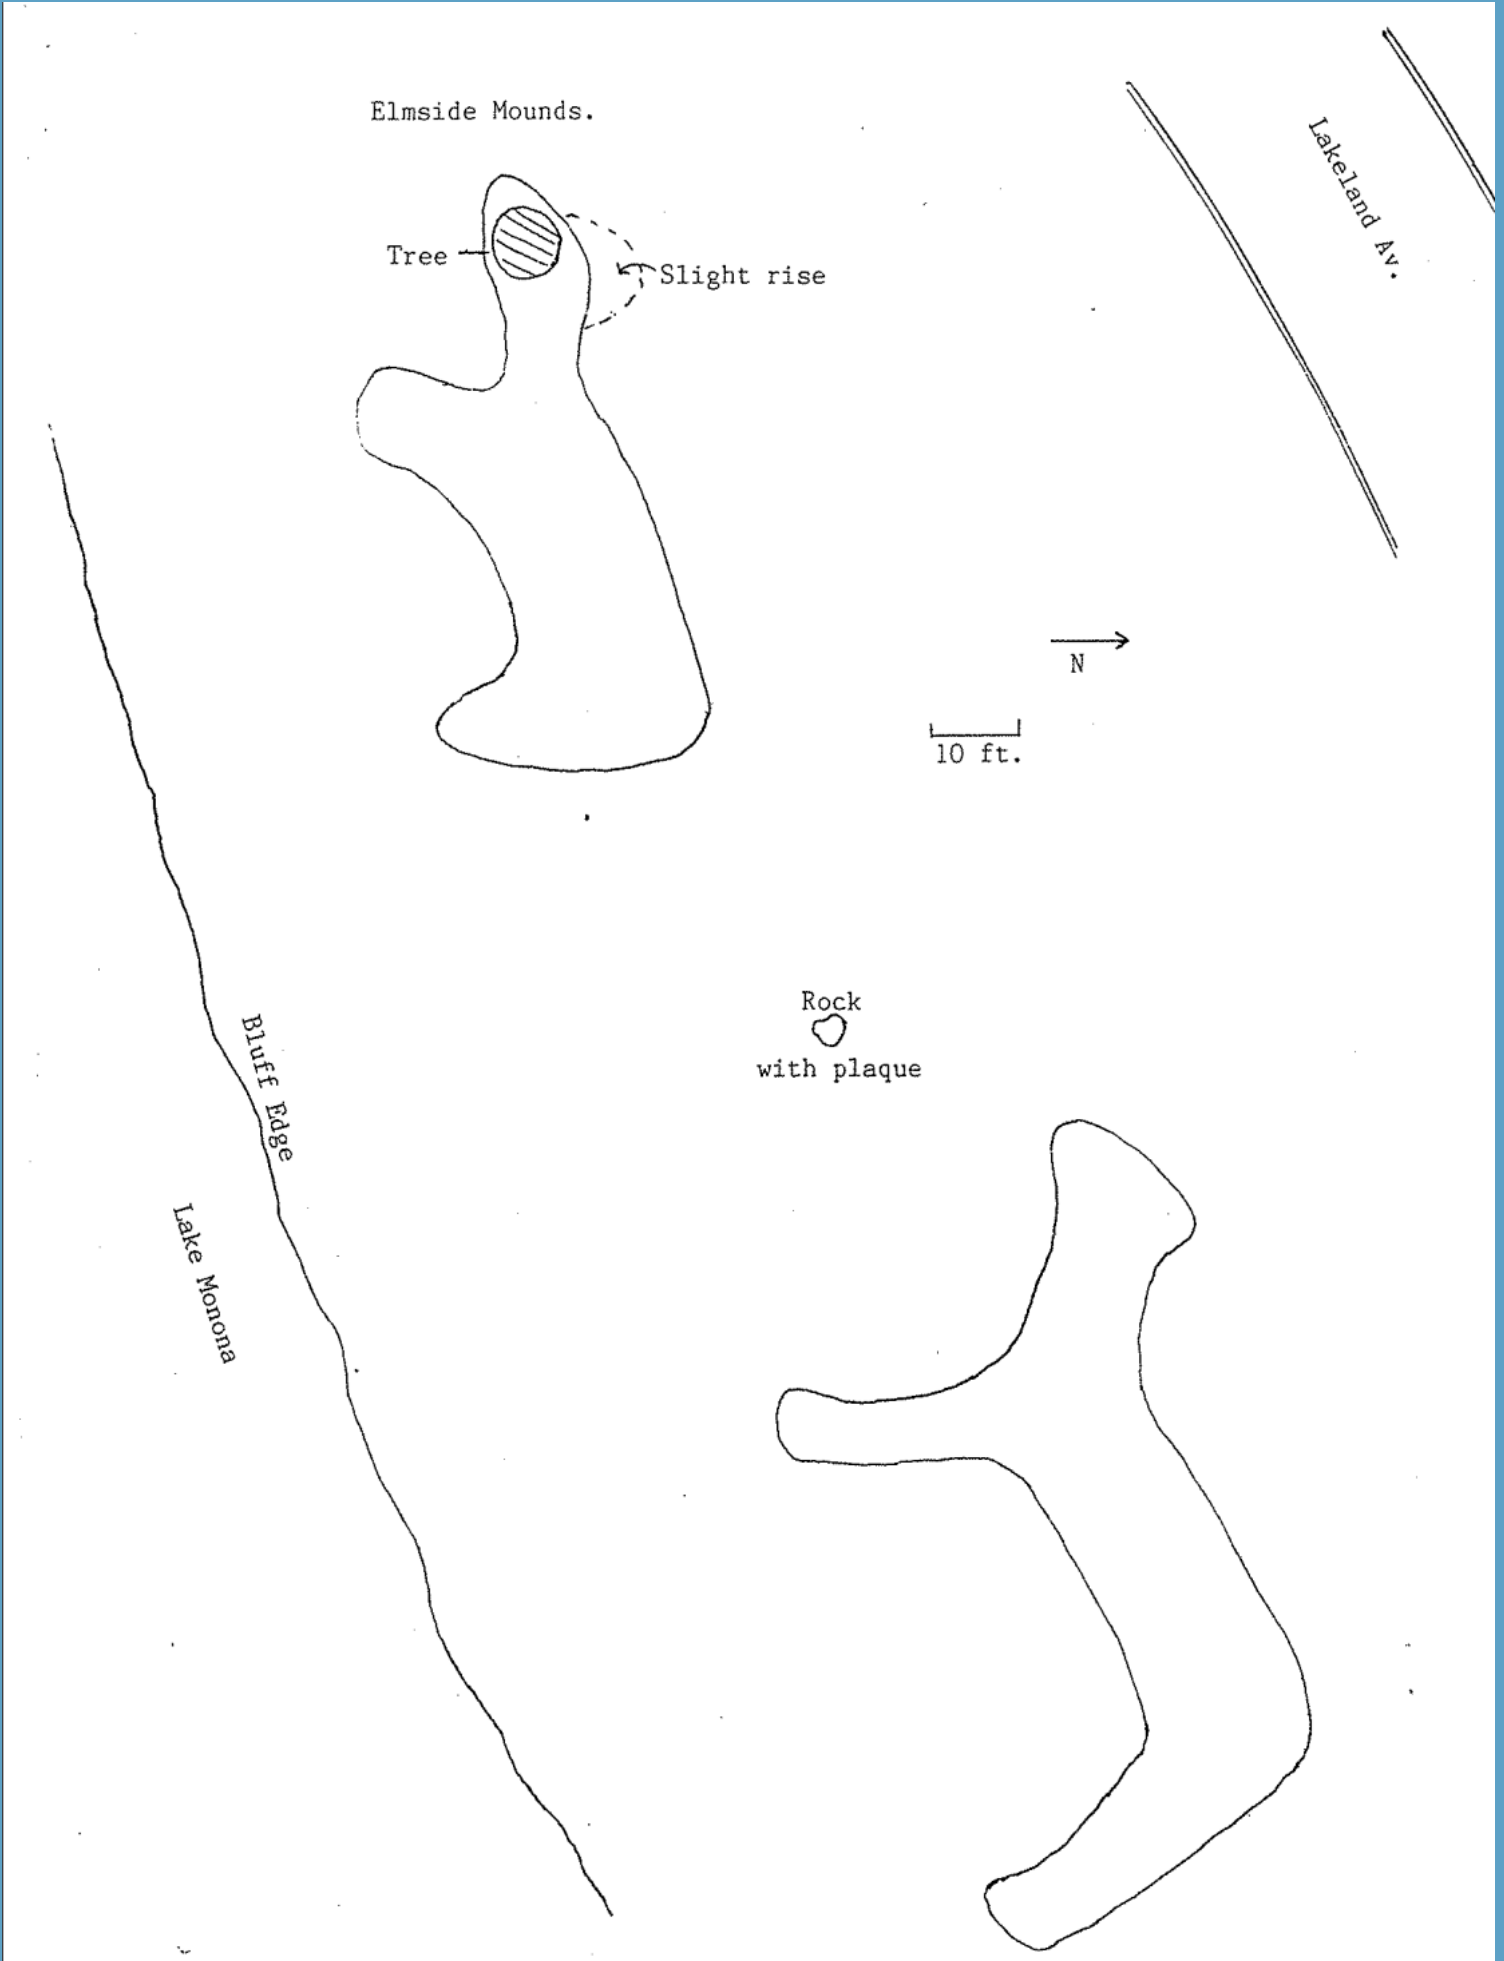 Elmside Mounds.
Lakeland Av.
Tree
Slight rise
N
10 ft.
Rock
with plaque
Bluff Edge
Lake Monona